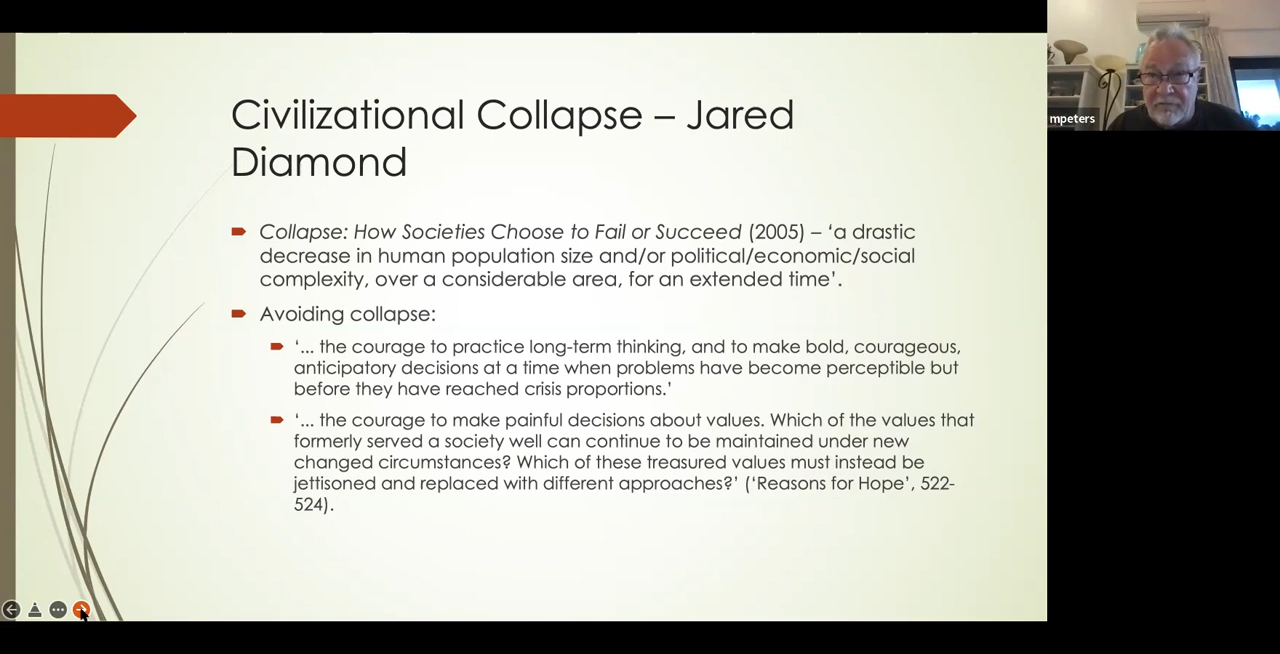 Civilizational Collapse – Jared
Diamond
Collapse: How Societies Choose to Fail or Succeed (2005) – ‘a drastic
decrease in human population size and/or political/economic/social
complexity, over a considerable area, for an extended time’.
Avoiding collapse:
‘... the courage to practice long-term thinking, and to make bold, courageous,
anticipatory decisions at a time when problems have become perceptible but
before they have reached crisis proportions.’
‘... the courage to make painful decisions about values. Which of the values that
formerly served a society well can continue to be maintained under new
changed circumstances? Which of these treasured values must instead be
jettisoned and replaced with different approaches?’ (‘Reasons for Hope’, 522-
524).
mpeters